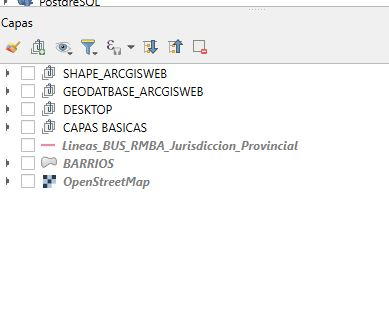 PostgreSQL
Capas
SHAPE_ARCGISWEB
GEODATBASE_ARCGISWEB
DESKTOP
CAPAS BASICAS
Lineas_BUS_RMBA_Jurisdiccion_Provincial
BARRIOS
OpenStreetMap